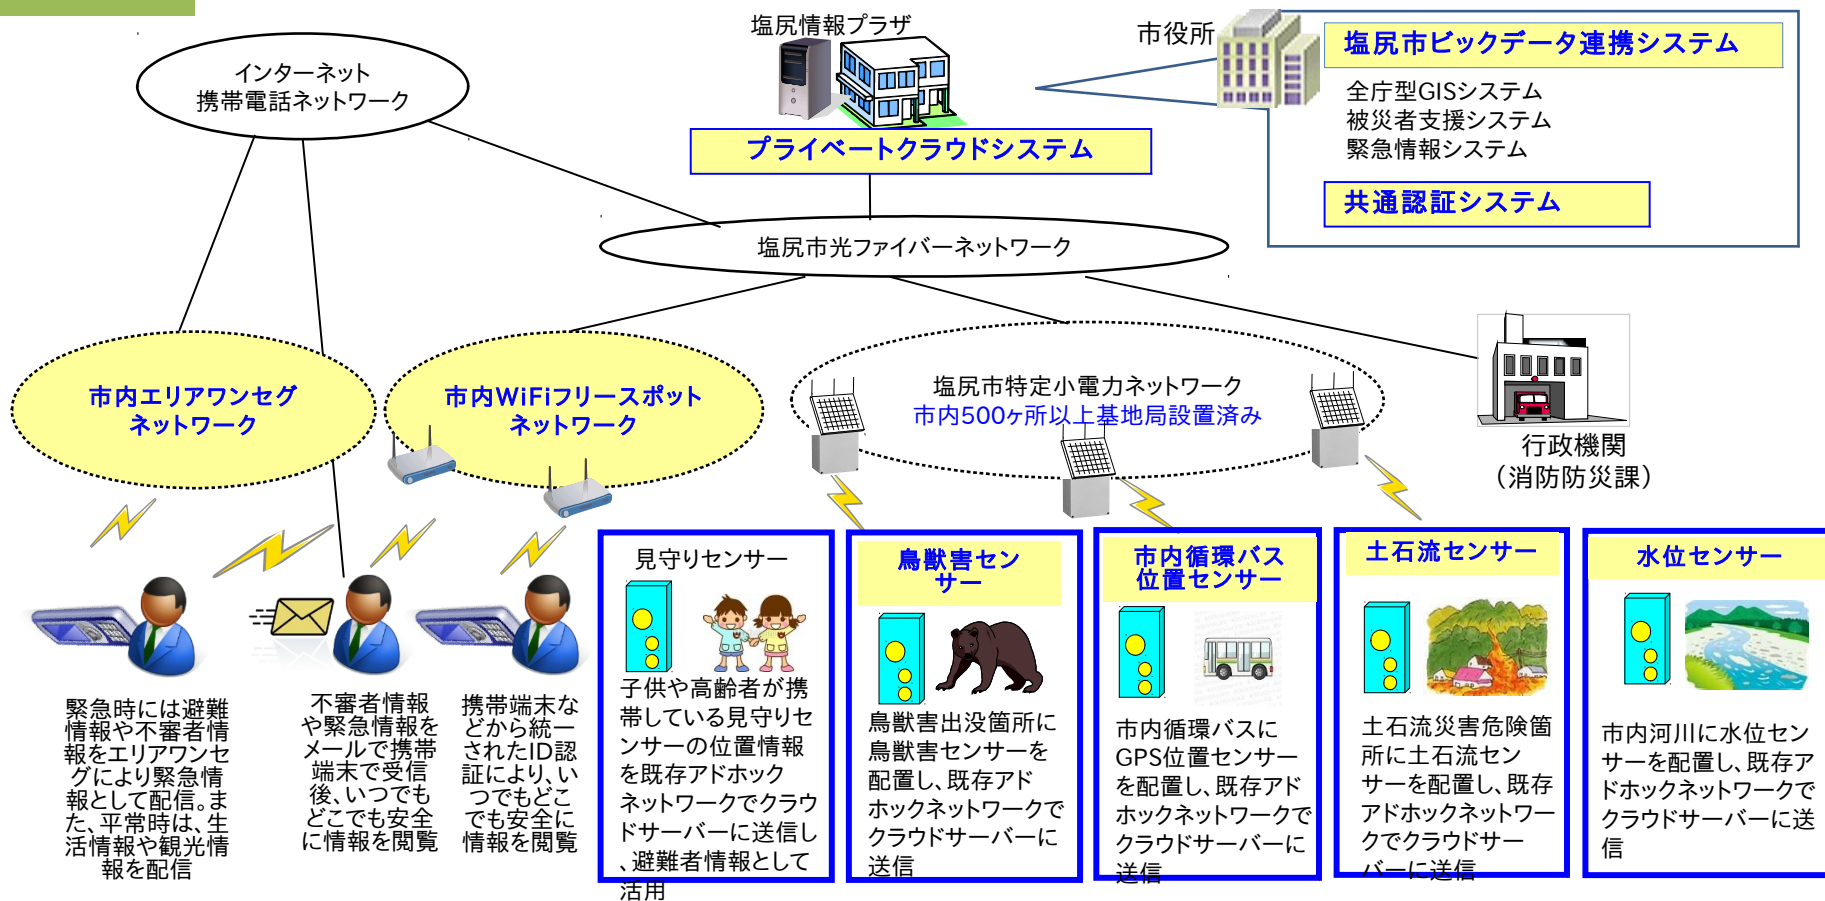 塩尻情報プラザ
市役所
塩尻市ビックデータ連携システム
全庁型GISシステム
被災者支援システム
緊急情報システム
共通認証システム
インターネット
携帯電話ネットワーク
プライベートクラウドシステム
塩尻市光ファイバーネットワーク
市内エリアワンセグ
ネットワーク
市内WiFiフリースポット
ネットワーク
塩尻市特定小電力ネットワーク
市内500ヶ所以上基地局設置済み
行政機関
（消防防災課）
緊急時には避難
情報や不審者情
報をエリアワンセ
グにより緊急情
報として配信。ま
た、平常時は、生
活情報や観光情
報を配信
不審者情報
や緊急情報を
メールで携帯
端末で受信
後、いつでも
どこでも安全
に情報を閲覧
携帯端末な
どから統一
されたID認
証により、い
つでもどこ
でも安全に
情報を閲覧
見守りセンサー
子供や高齢者が携
帯している見守りセ
ンサーの位置情報
を既存アドホック
ネットワークでクラウ
ドサーバーに送信し
、避難者情報として
活用
鳥獣害セン
サー
鳥獣害出没箇所に
鳥獣害センサーを
配置し、既存アド
ホックネットワークで
クラウドサーバーに
送信
市内循環バス
位置センサー
市内循環バスに
GPS位置センサー
を配置し、既存アド
ホックネットワークで
クラウドサーバーに
送信
土石流センサー
土石流災害危険箇
所に土石流セン
サーを配置し、既存
アドホックネットワー
クでクラウドサー
バーに送信
水位センサー
市内河川に水位セン
サーを配置し、既存ア
ドホックネットワークで
クラウドサーバーに送
信